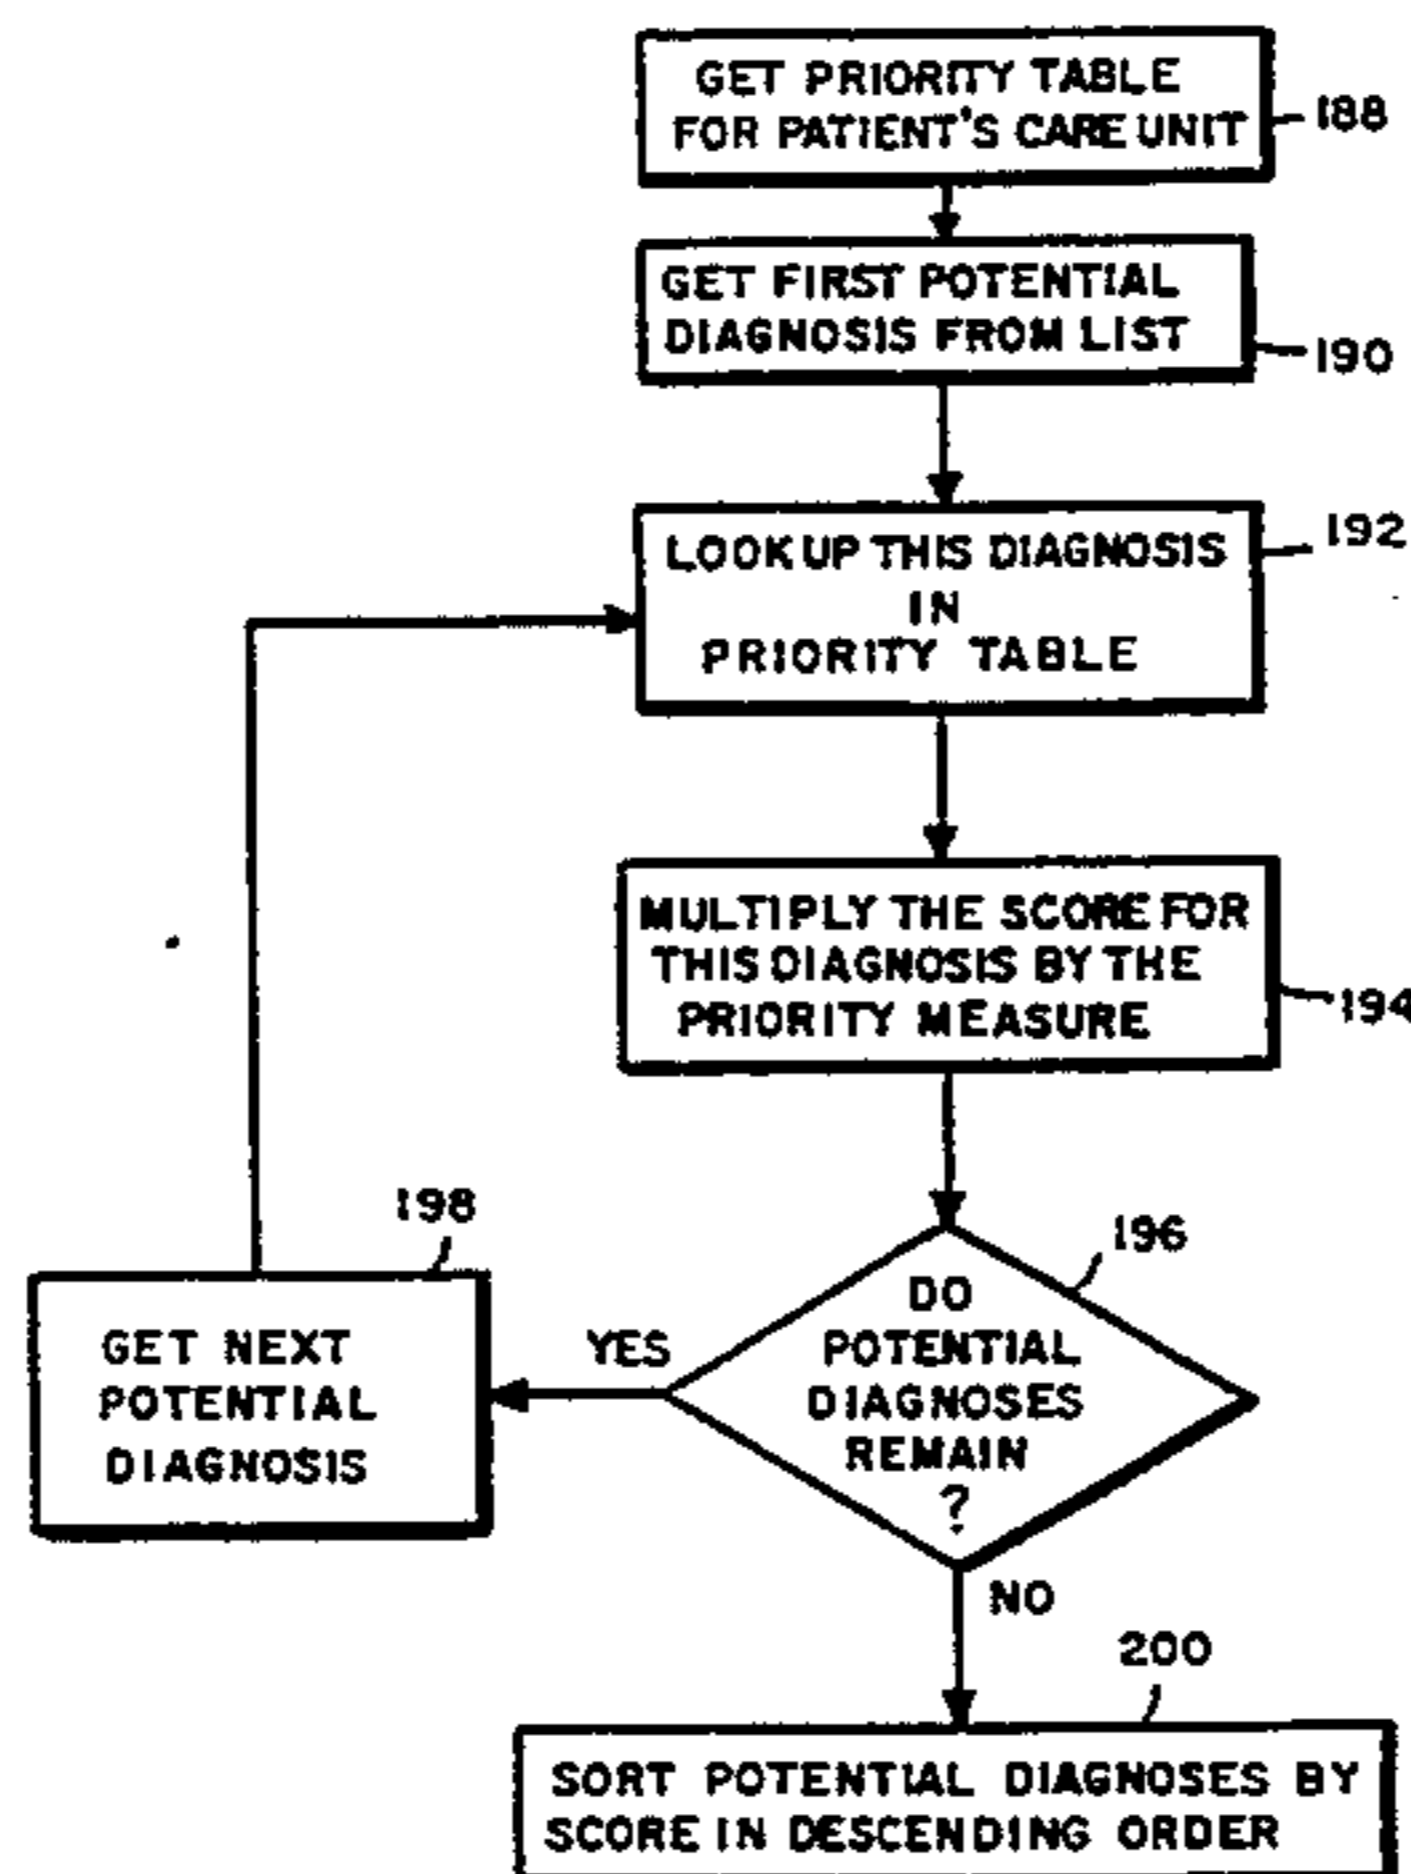 GET PRIORITY TABLE
FOR PATIENT'S CARE UNIT
188
GET FIRST POTENTIAL
DIAGNOSIS FROM LIST
190
LOOK UP THIS DIAGNOSIS
IN
PRIORITY TABLE
192
MULTIPLY THE SCORE FOR
THIS DIAGNOSIS BY THE
PRIORITY MEASURE
194
196
DO
POTENTIAL
DIAGNOSES
REMAIN
?
YES
198
GET NEXT
POTENTIAL
DIAGNOSIS
NO
200
SORT POTENTIAL DIAGNOSES BY
SCORE IN DESCENDING ORDER